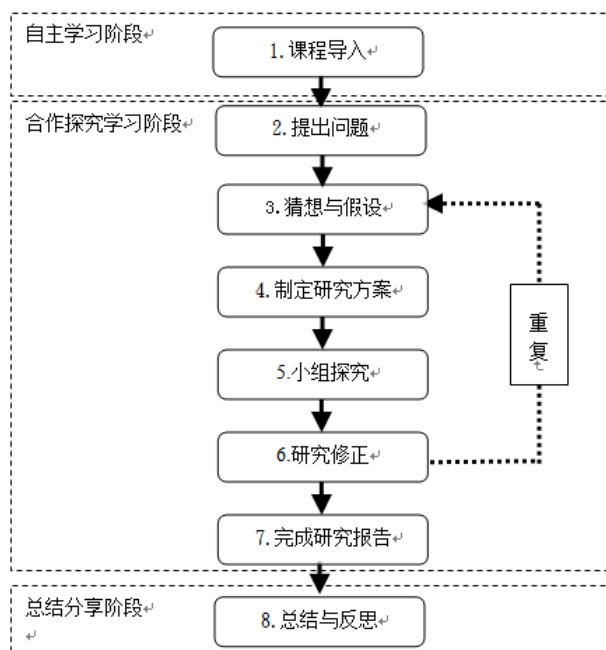 自主学习阶段
1.课程导入
合作探究学习阶段
2.提出问题
3.猜想与假设
4.制定研究方案
重
复
5.小组探究
6.研究修正
7.完成研究报告
总结分享阶段
8.总结与反思